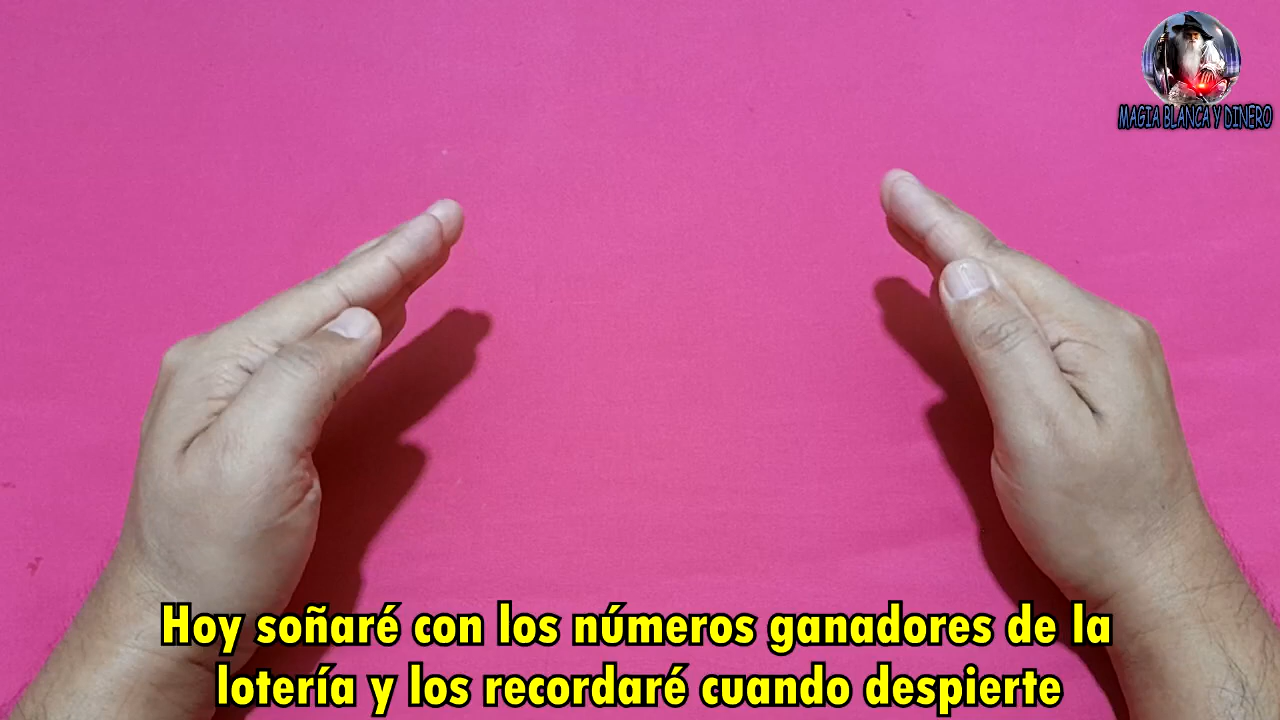 MAGIA BLANCA Y DINERO
Hoy soñaré con los números ganadores de la
lotería y los recordaré cuando despierte